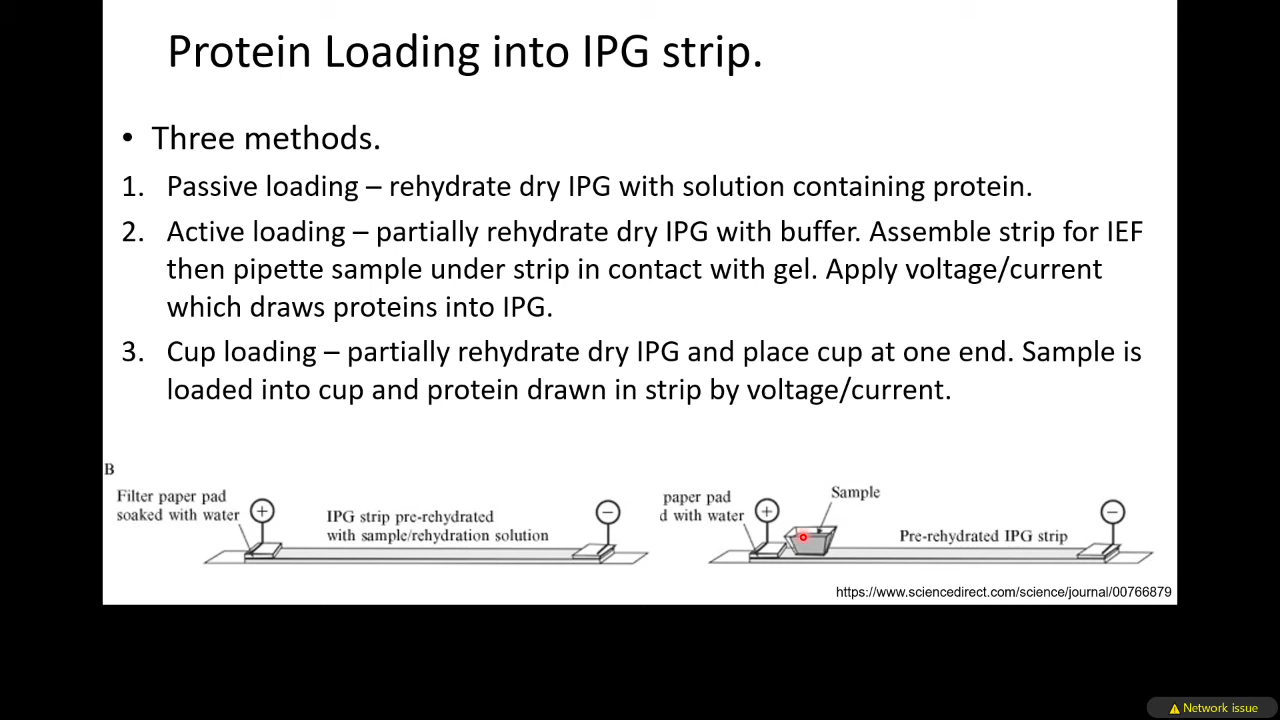 Protein Loading into IPG strip.
• Three methods.
1. Passive loading – rehydrate dry IPG with solution containing protein.
2. Active loading – partially rehydrate dry IPG with buffer. Assemble strip for IEF
then pipette sample under strip in contact with gel. Apply voltage/current
which draws proteins into IPG.
3. Cup loading – partially rehydrate dry IPG and place cup at one end. Sample is
loaded into cup and protein drawn in strip by voltage/current.
B
Filter paper pad
soaked with water
+
IPG strip pre-rehydrated
with sample/rehydration solution
−
paper pad
d with water
+
Sample
Pre-rehydrated IPG strip
−
https://www.sciencedirect.com/science/journal/00766879
Network issue